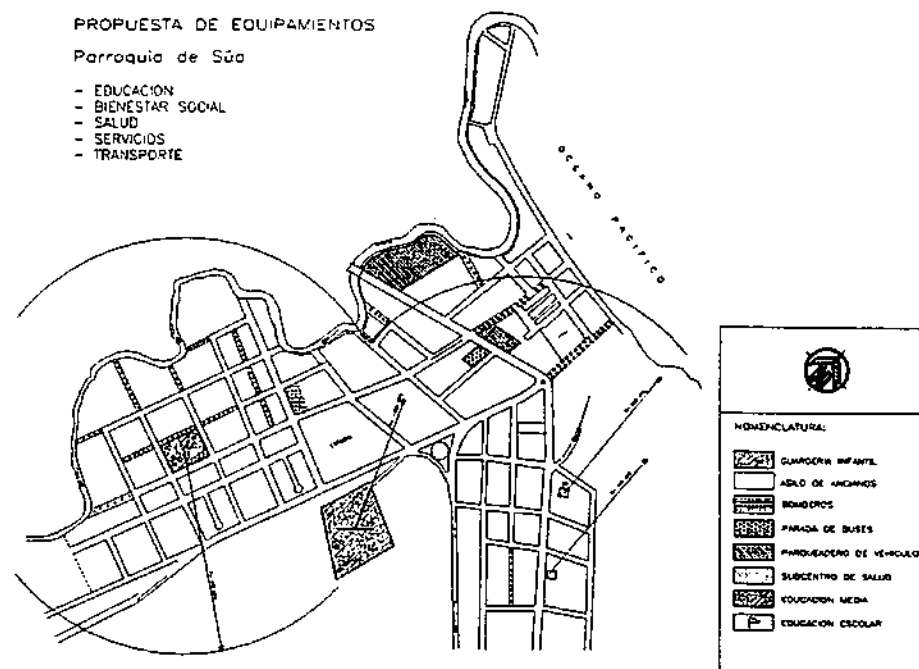 PROPUESTA DE EQUIPAMIENTOS
Parroquia de Súa
- EDUCACION
- BIENESTAR SOCIAL
- SALUD
- SERVICIOS
- TRANSPORTE
OCEANO PACIFICO
NOMENCLATURA:
GUARDERIA INFANTIL
ASILO DE ANCIANOS
BOMBEROS
PARADA DE BUSES
PARQUEADERO DE VEHICULO
SUBCENTRO DE SALUD
EDUCACION MEDIA
EDUCACION ESCOLAR